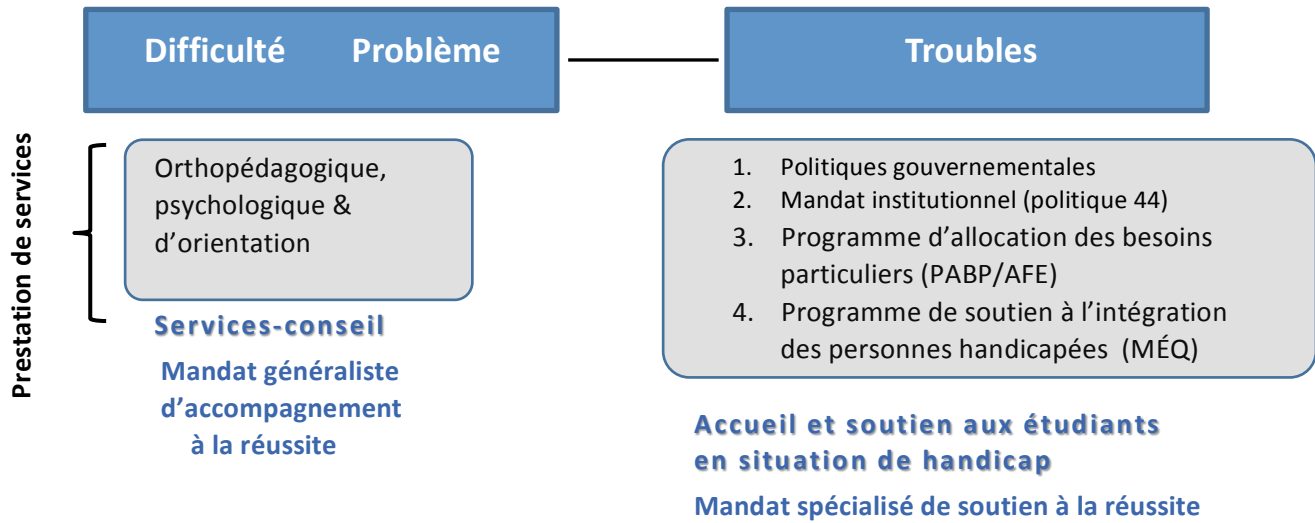 Difficulté Problème
Troubles
Prestation de services
Orthopédagogique,
psychologique &
d'orientation
Services-conseil
Mandat généraliste
d'accompagnement
à la réussite
1. Politiques gouvernementales
2. Mandat institutionnel (politique 44)
3. Programme d'allocation des besoins
particuliers (PABP/AFE)
4. Programme de soutien à l'intégration
des personnes handicapées (MÉQ)
Accueil et soutien aux étudiants
en situation de handicap
Mandat spécialisé de soutien à la réussite